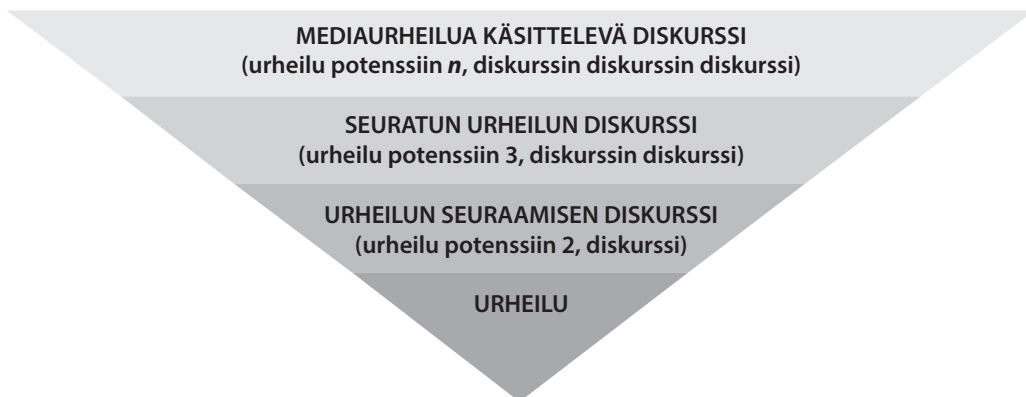 MEDIAURHEILUA KÄSITTELEVÄ DISKURSSI
(urheilu potenssiin n, diskurssin diskurssin diskurssi)
SEURATUN URHEILUN DISKURSSI
(urheilu potenssiin 3, diskurssin diskurssi)
URHEILUN SEURAAMISEN DISKURSSI
(urheilu potenssiin 2, diskurssi)
URHEILU